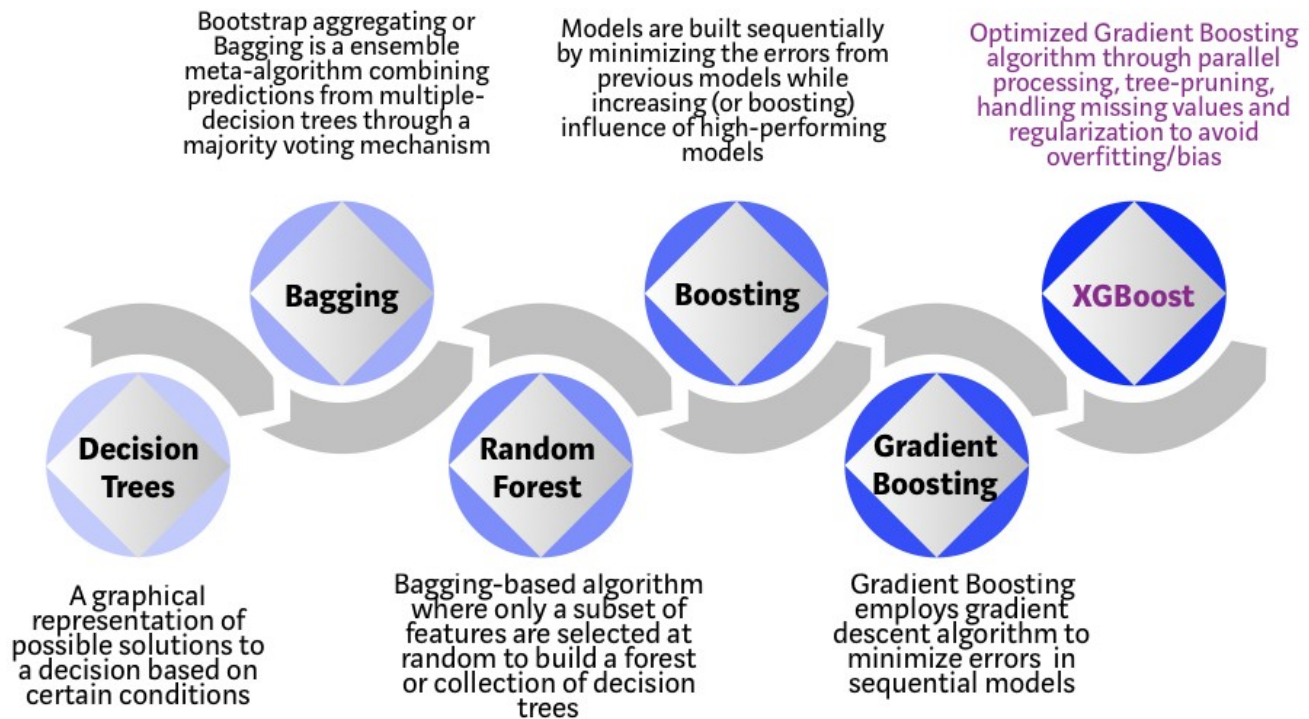 Bootstrap aggregating or
Bagging is a ensemble
meta-algorithm combining
predictions from multiple-
decision trees through a
majority voting mechanism
Models are built sequentially
by minimizing the errors from
previous models while
increasing (or boosting)
influence of high-performing
models
Optimized Gradient Boosting
algorithm through parallel
processing, tree-pruning,
handling missing values and
regularization to avoid
overfitting/bias
Bagging
Boosting
XGBoost
Decision
Trees
Random
Forest
Gradient
Boosting
A graphical
representation of
possible solutions to
a decision based on
certain conditions
Bagging-based algorithm
where only a subset of
features are selected at
random to build a forest
or collection of decision
trees
Gradient Boosting
employs gradient
descent algorithm to
minimize errors in
sequential models